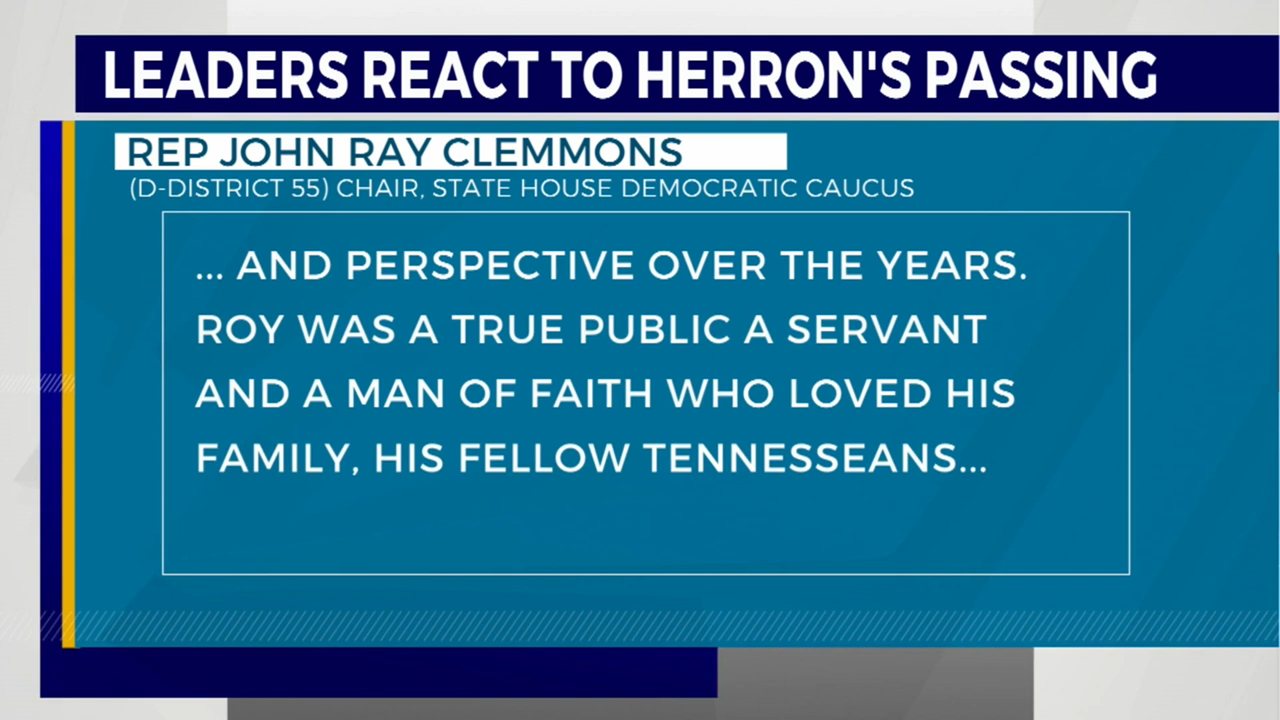 LEADERS REACT TO HERRON'S PASSING
REP JOHN RAY CLEMMONS
(D-DISTRICT 55) CHAIR, STATE HOUSE DEMOCRATIC CAUCUS
... AND PERSPECTIVE OVER THE YEARS.
ROY WAS A TRUE PUBLIC A SERVANT
AND A MAN OF FAITH WHO LOVED HIS
FAMILY, HIS FELLOW TENNESSEANS...